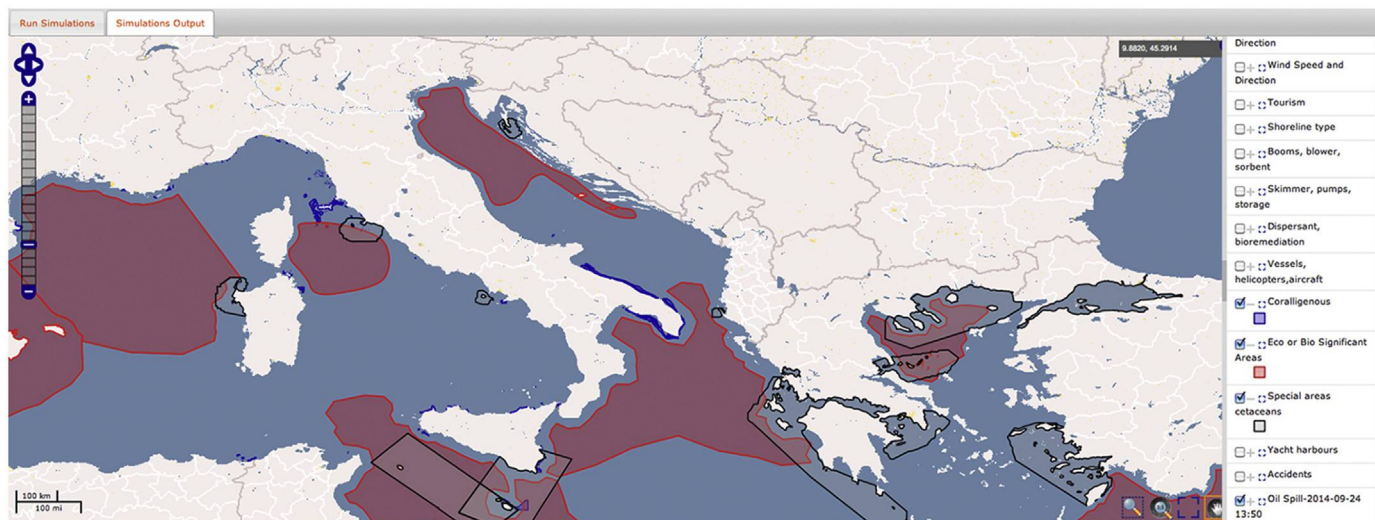 Run Simulations
Simulations Output
9.8820, 45.2914
Direction
Wind Speed and
Direction
Tourism
Shoreline type
Booms, blower,
sorbent
Skimmer, pumps,
storage
Dispersant,
bioremediation
Vessels,
helicopters,aircraft
Coralligenous
Eco or Bio Significant
Areas
Special areas
cetaceans
Yacht harbours
Accidents
Oil Spill-2014-09-24
13:50
100 km
100 mi